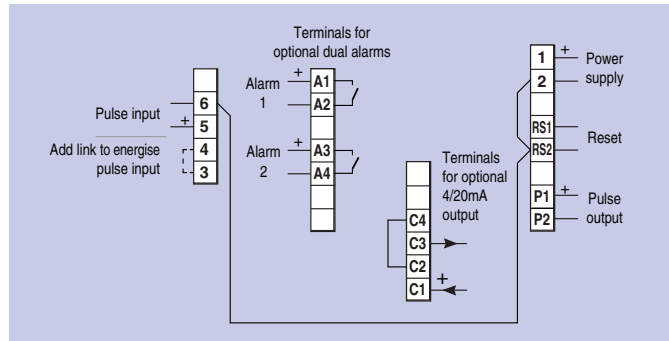 Terminals for
optional dual alarms
6
5
4
3
Pulse input
+
Add link to energise
pulse input
Alarm
1
+
A1
A2
Alarm
2
+
A3
A4
Terminals
for optional
4/20mA
output
C4
C3
C2
C1
+
1
2
+
Power
supply
RS1
RS2
Reset
P1
P2
+
Pulse
output